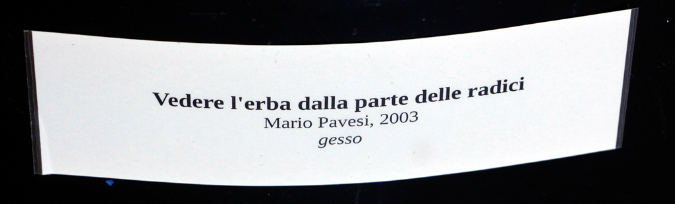 Vedere l'erba dalla parte delle radici
Mario Pavesi, 2003
gesso